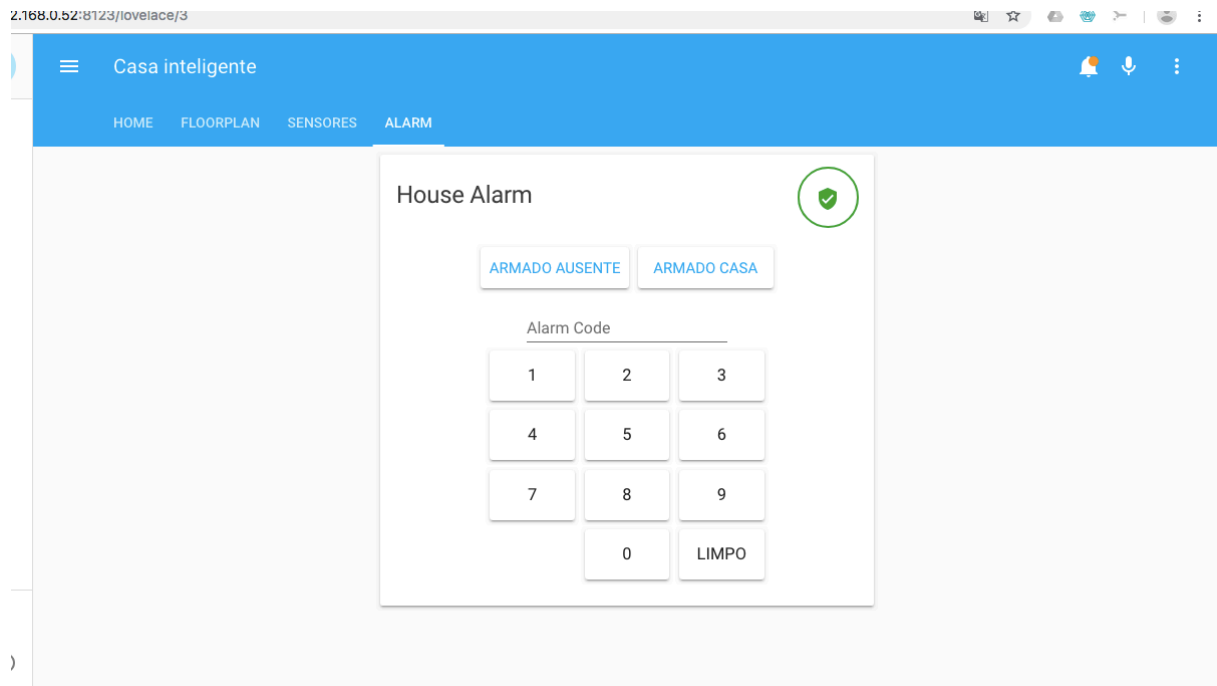 2.168.0.52:8123/lovelace/3
Casa inteligente
HOME FLOORPLAN SENSORES ALARM
House Alarm
ARMADO AUSENTE ARMADO CASA
Alarm Code
1 2 3
4 5 6
7 8 9
0 LIMPO